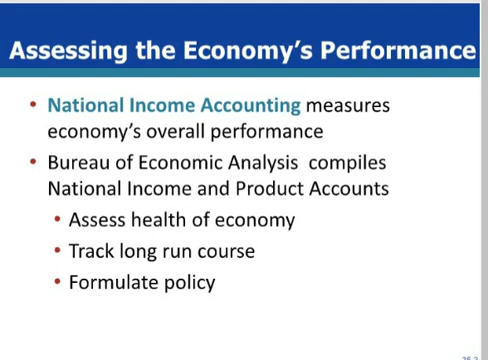 Assessing the Economy's Performance
• National Income Accounting measures
economy's overall performance
• Bureau of Economic Analysis compiles
National Income and Product Accounts
• Assess health of economy
• Track long run course
• Formulate policy